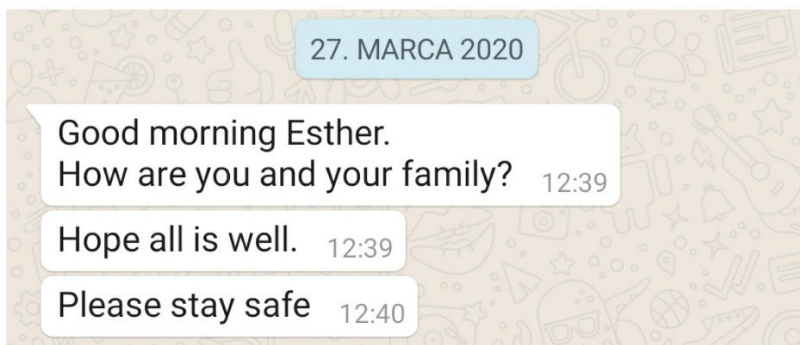 27. MARCA 2020
Good morning Esther.
How are you and your family? 12:39
Hope all is well. 12:39
Please stay safe 12:40